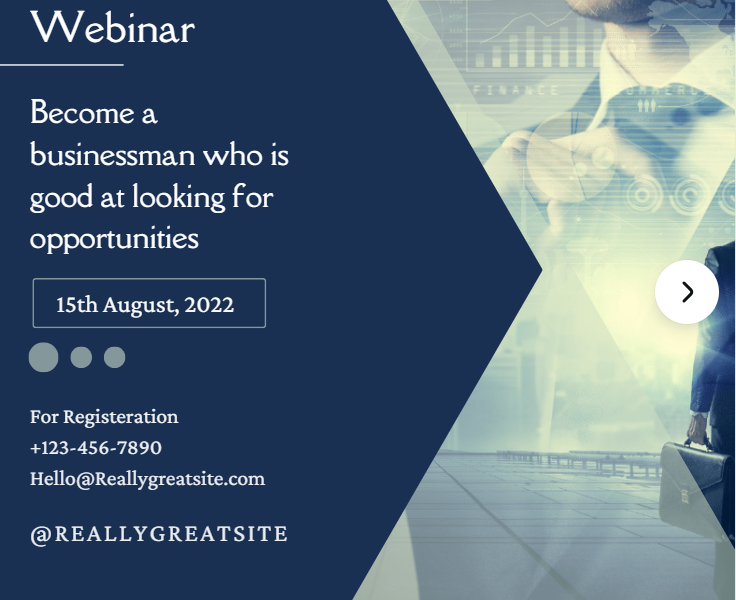 Webinar
Become a
businessman who is
good at looking for
opportunities
15th August, 2022
For Registeration
+123-456-7890
Hello@Reallygreatsite.com
@REALLYGREATSITE
FINANCE